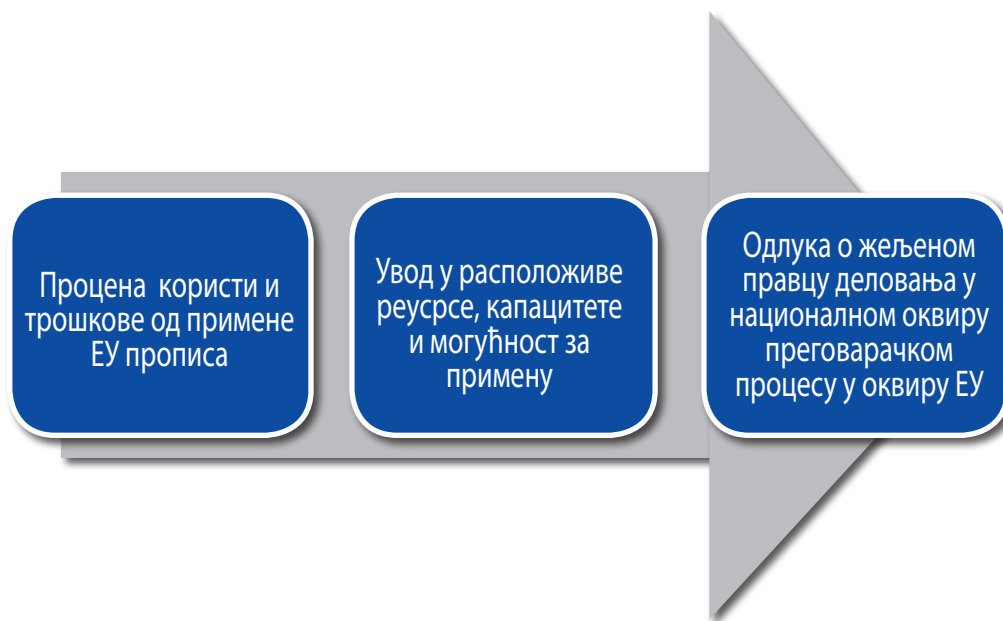 Процена користи и
трошкове од примене
ЕУ прописа
Увод у расположиве
реусрсе, капацитете
и могућност за
примену
Одлука о жељеном
правцу деловања у
националном оквиру
преговарачком
процесу у оквиру ЕУ